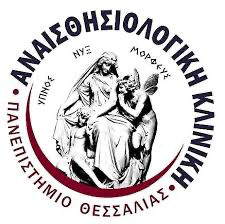 ΑΝΑΙΣΘΗΣΙΟΛΟΓΙΚΗ ΚΛΙΝΙΚΗ
ΥΠΝΟΣ ΝΥΞ ΜΟΡΦΕΥΣ
• ΠΑΝΕΠΙΣΤΗΜΙΟ ΘΕΣΣΑΛΙΑΣ •